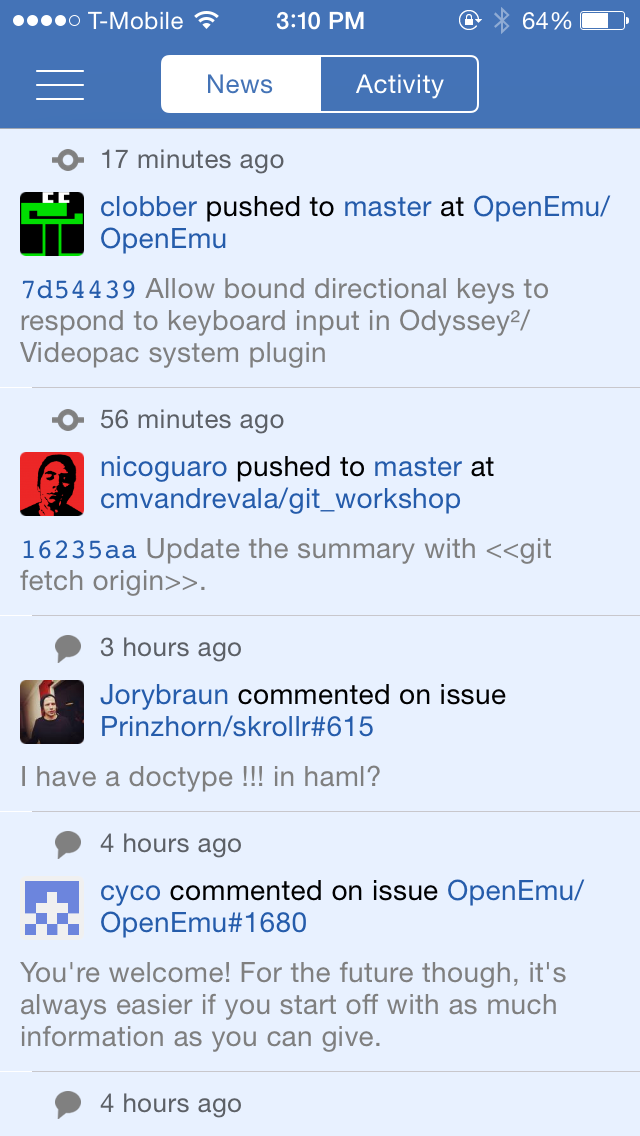 T-Mobile 3:10 PM 64%
News Activity
17 minutes ago
clobber pushed to master at OpenEmu/
OpenEmu
7d54439 Allow bound directional keys to
respond to keyboard input in Odyssey²/
Videopac system plugin
56 minutes ago
nicoguaro pushed to master at
cmvandrevala/git_workshop
16235aa Update the summary with <<git
fetch origin>>.
3 hours ago
Jorybraun commented on issue
Prinzhorn/skrollr#615
I have a doctype !!! in haml?
4 hours ago
cyco commented on issue OpenEmu/
OpenEmu#1680
You're welcome! For the future though, it's
always easier if you start off with as much
information as you can give.
4 hours ago